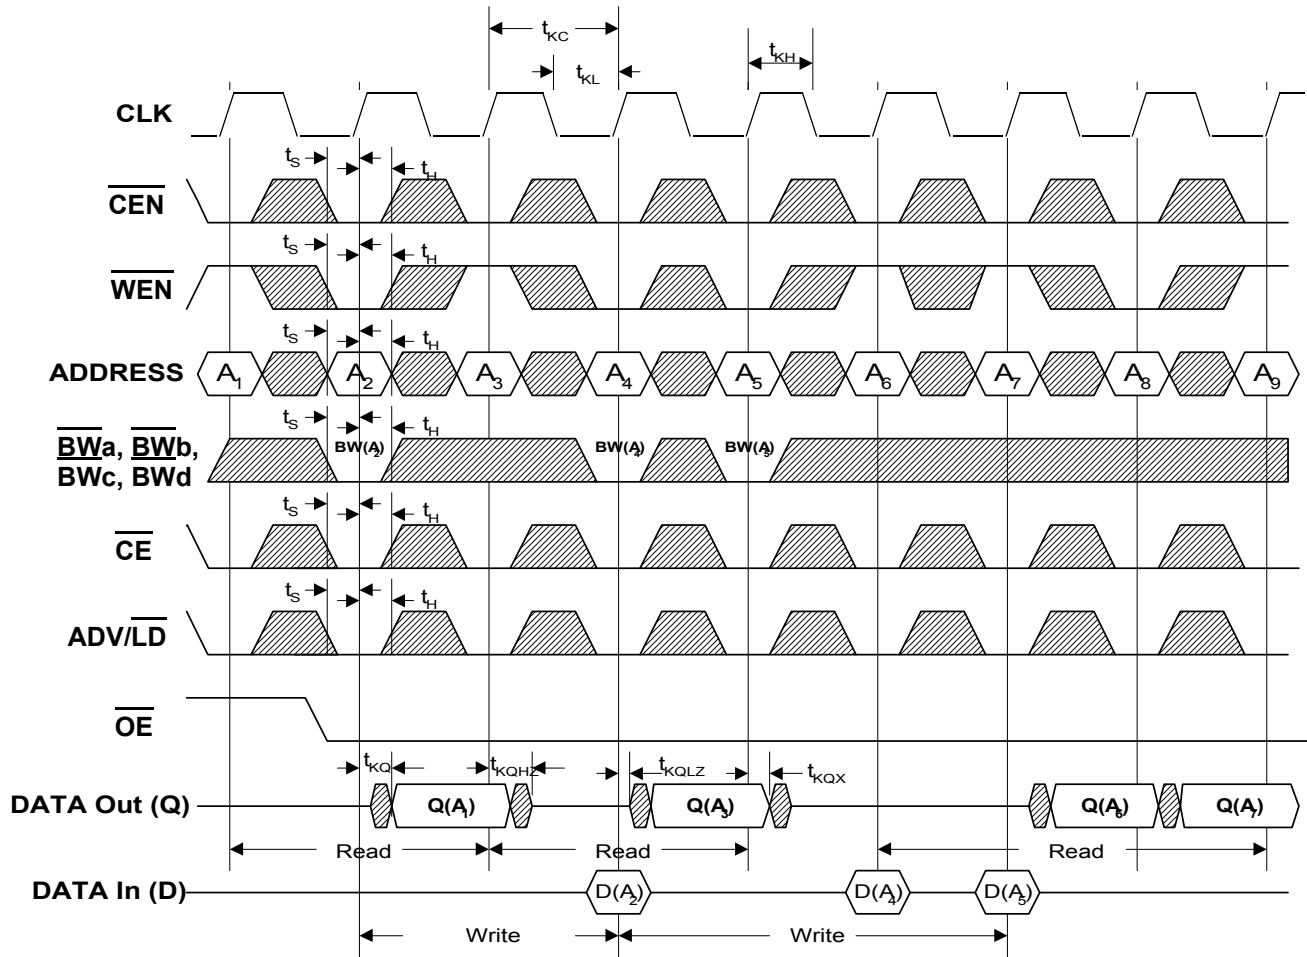 tKC
tKH
tKL
CLK
tS
tH
CEN
tS
tH
WEN
tS
tH
ADDRESS A1 A2 A3 A4 A5 A6 A7 A8 A9
tS
tH
BWa, BWb,
BWc, BWd
BW(A2) BW(A4) BW(A5)
tS
tH
CE
tS
tH
ADV/LD
OE
tKQ tKQHZ tKQLZ tKQX
DATA Out (Q) Q(A1) Q(A3) Q(A6) Q(A7)
Read Read Read
DATA In (D) D(A2) D(A4) D(A5)
Write Write